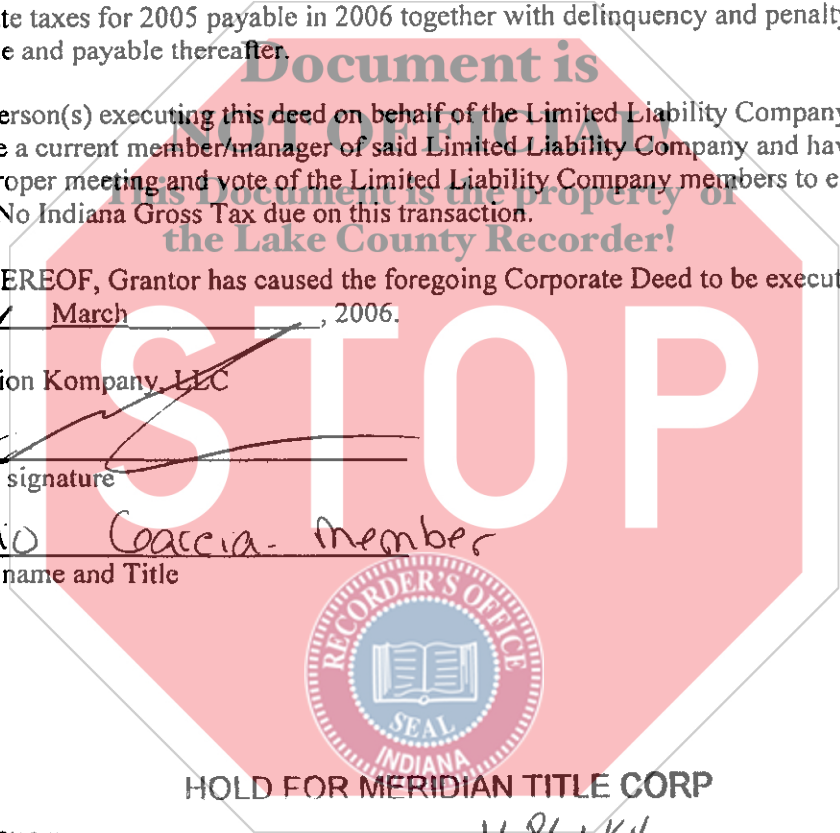 te taxes for 2005 payable in 2006 together with delinquency and penalty
e and payable thereafter.
Document is
NOT OFFICIAL!
This Document is the property of
the Lake County Recorder!
erson(s) executing this deed on behalf of the Limited Liability Company
e a current member/manager of said Limited Liability Company and hav
roper meeting and vote of the Limited Liability Company members to e
No Indiana Gross Tax due on this transaction.
EREOF, Grantor has caused the foregoing Corporate Deed to be execut
March , 2006.
STOP
ion Kompany, LLC
signature
io Garcia- Member
name and Title
RECORDER'S OFFICE
SEAL
INDIANA
HOLD FOR MERIDIAN TITLE CORP